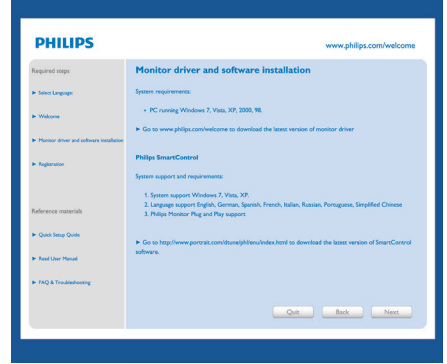 PHILIPS
www.philips.com/welcome
Required steps
► Select Language
► Welcome
► Monitor driver and software installation
► Registration
Reference materials
► Quick Setup Guide
► Read User Manual
► FAQ & Troubleshooting
Monitor driver and software installation
System requirements:
• PC running Windows 7, Vista, XP, 2000, 98.
► Go to www.philips.com/welcome to download the latest version of monitor driver
Philips SmartControl
System support and requirements:
1. System support Windows 7, Vista, XP.
2. Language support English, German, Spanish, French, Italian, Russian, Portuguese, Simplified Chinese
3. Philips Monitor Plug and Play support
► Go to http://www.portrait.com/dtune/phl/enu/index.html to download the latest version of SmartControl
software.
Quit
Back
Next